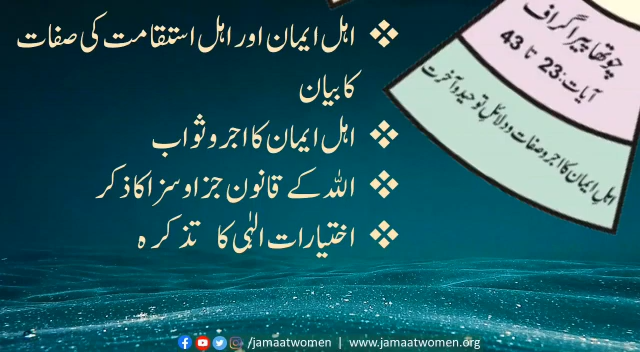 ❖ اہل ایمان اور اہل استقامت کی صفات
کا بیان
❖ اہل ایمان کا اجر و ثواب
❖ اللہ کے قانون جزا و سزا کا ذکر
❖ اختیارات الٰہی کا تذکرہ
چوتھا پیراگراف
آیات: 23 تا 43
اہل ایمان کا اجر و صفات و دلائل توحید و آخرت
/jamaatwomen | www.jamaatwomen.org